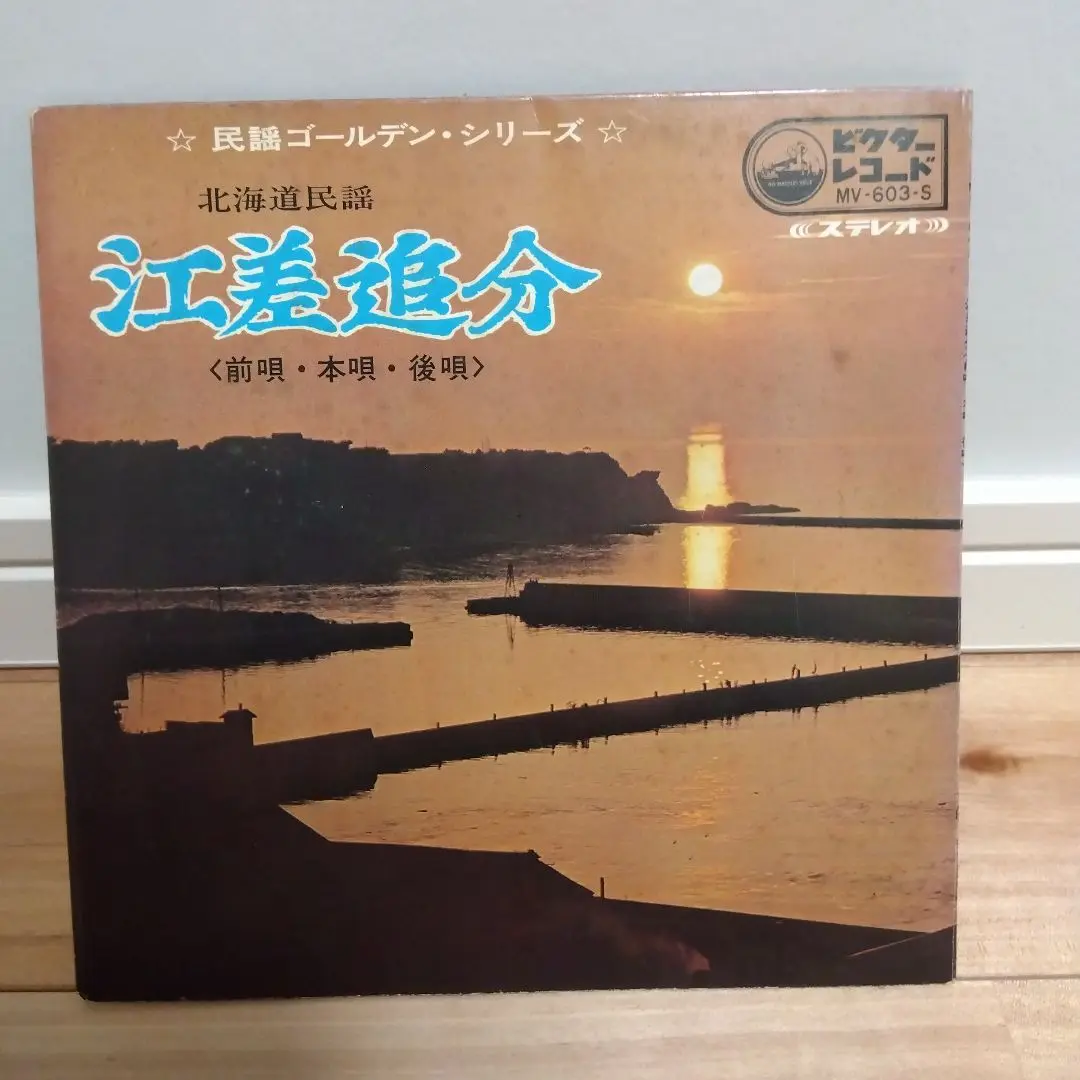 ☆ 民謡ゴールデン・シリーズ ☆
ビクター
レコード
MV-603-S
ステレオ
北海道民謡
江差追分
〈前唄・本唄・後唄〉